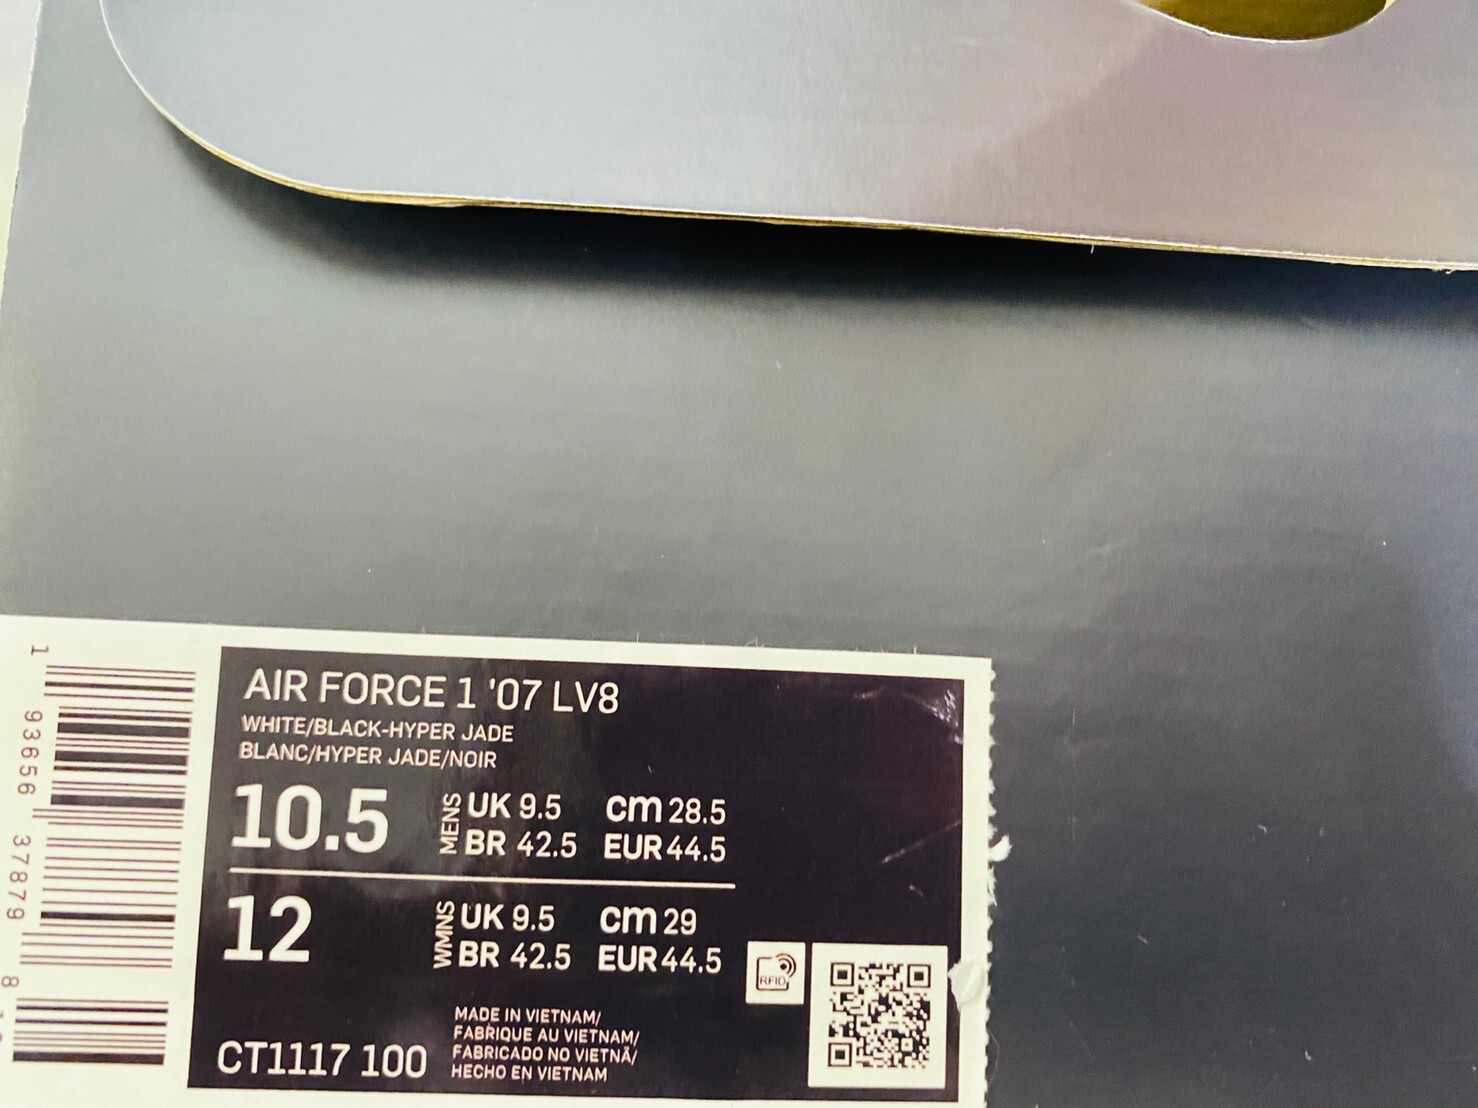 AIR FORCE 1 '07 LV8
WHITE/BLACK-HYPER JADE
BLANC/HYPER JADE/NOIR
10.5 MENS UK 9.5 cm 28.5
BR 42.5 EUR 44.5
12 WMNS UK 9.5 cm 29
BR 42.5 EUR 44.5
RFID
CT1117 100
MADE IN VIETNAM/
FABRIQUE AU VIETNAM/
FABRICADO NO VIETNÃ/
HECHO EN VIETNAM
1 93656 37879 8